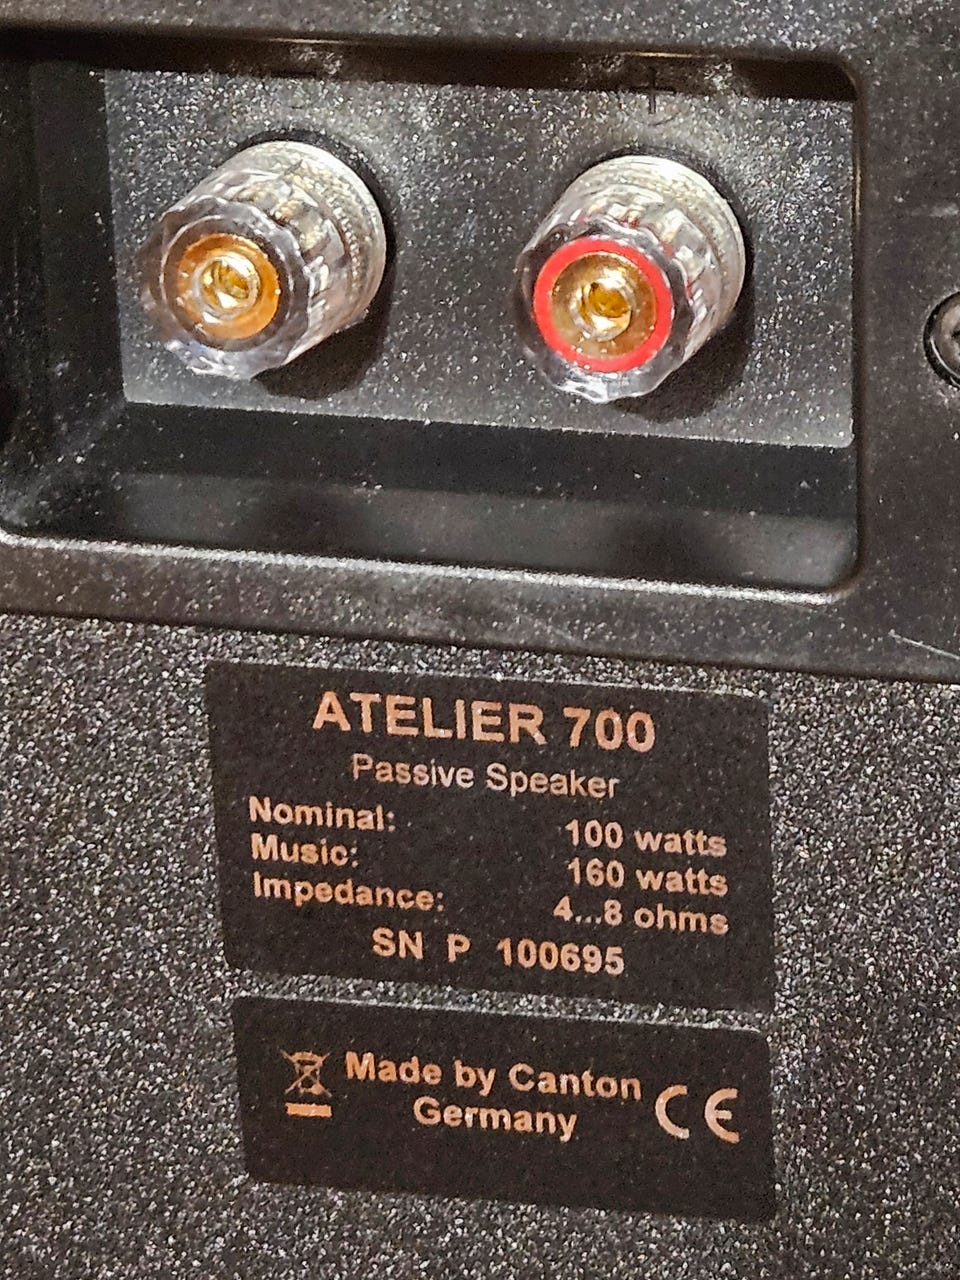 - +
ATELIER 700
Passive Speaker
Nominal: 100 watts
Music: 160 watts
Impedance: 4...8 ohms
SN P 100695
Made by Canton
Germany
CE